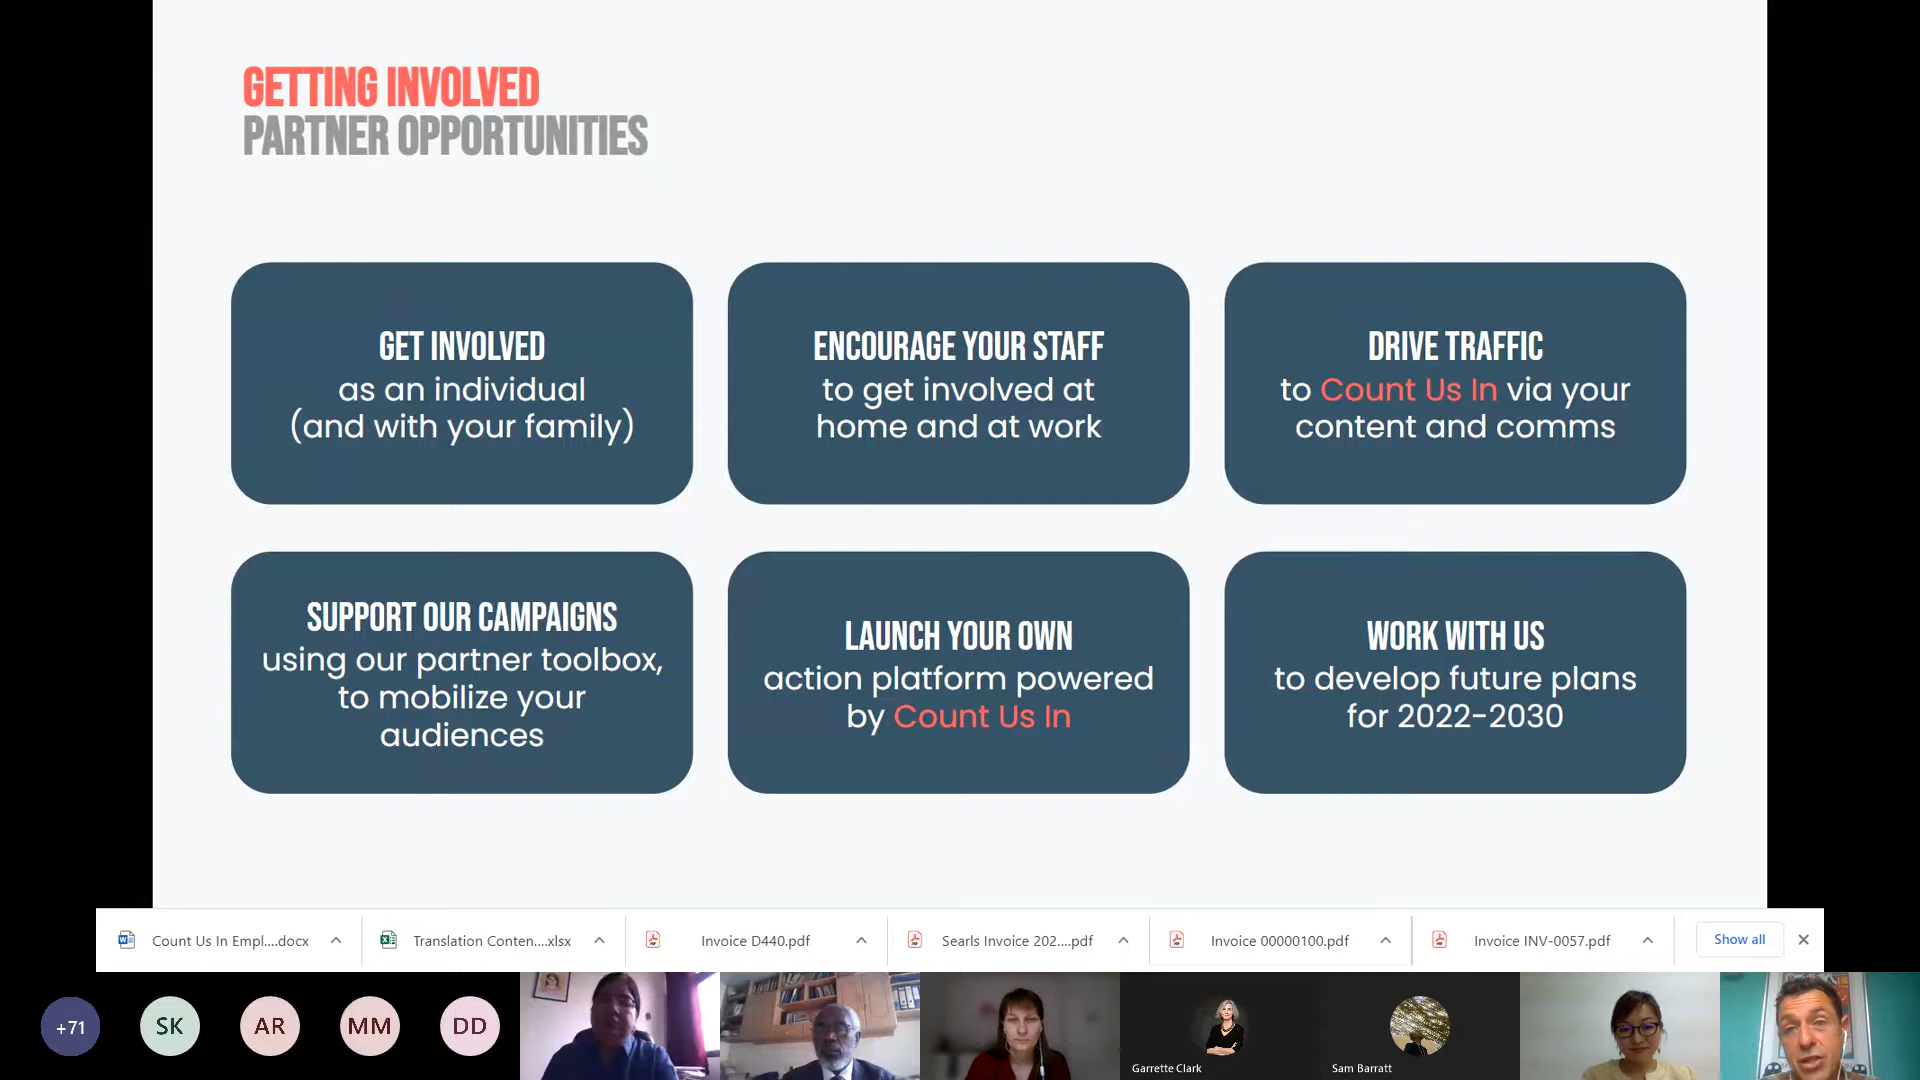 GETTING INVOLVED
PARTNER OPPORTUNITIES
GET INVOLVED
as an individual
(and with your family)
ENCOURAGE YOUR STAFF
to get involved at
home and at work
DRIVE TRAFFIC
to Count Us In via your
content and comms
SUPPORT OUR CAMPAIGNS
using our partner toolbox,
to mobilize your
audiences
LAUNCH YOUR OWN
action platform powered
by Count Us In
WORK WITH US
to develop future plans
for 2022-2030
Count Us In Empl....docx
Translation Conten....xlsx
Invoice D440.pdf
Searls Invoice 202....pdf
Invoice 00000100.pdf
Invoice INV-0057.pdf
Show all
+71
SK
AR
MM
DD
Garrette Clark
Sam Barratt